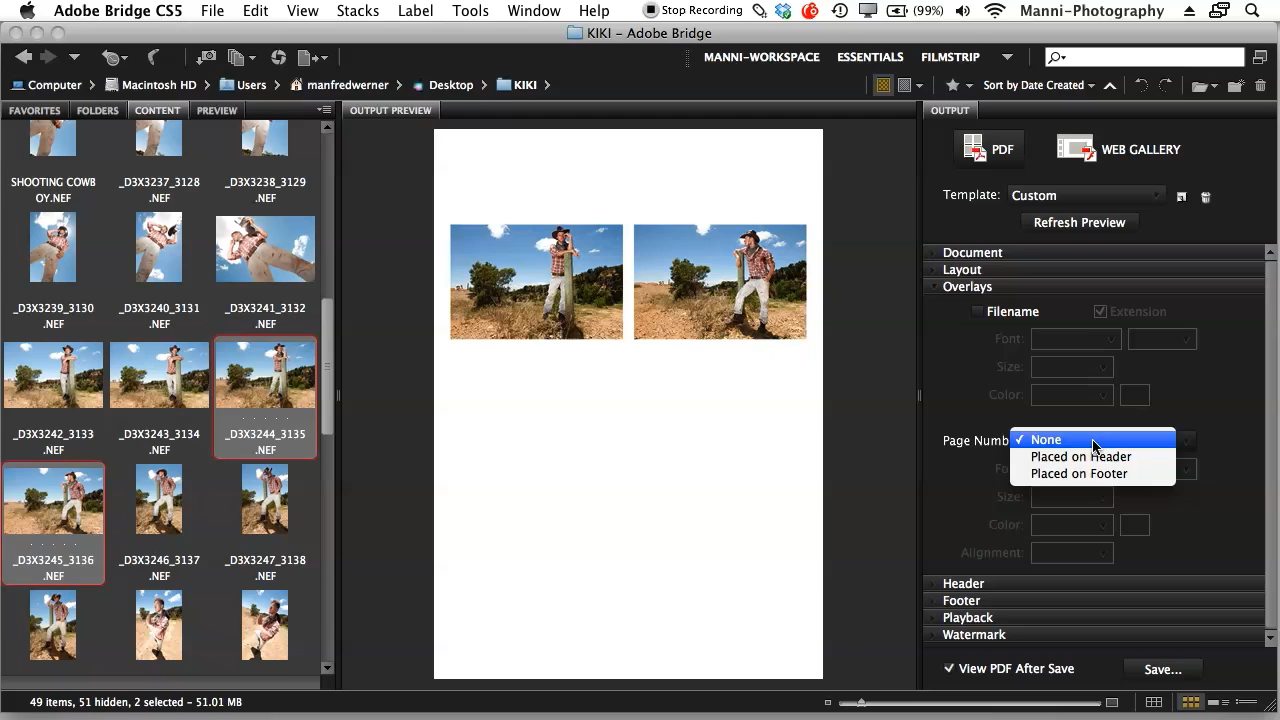 Adobe Bridge CS5 File Edit View Stacks Label Tools Window Help Stop Recording (99%) Manni-Photography
KIKI – Adobe Bridge
MANNI-WORKSPACE ESSENTIALS FILMSTRIP
Computer Macintosh HD Users manfredwerner Desktop KIKI Sort by Date Created
FAVORITES FOLDERS CONTENT PREVIEW
SHOOTING COWB
OY.NEF
_D3X3237_3128
.NEF
_D3X3238_3129
.NEF
_D3X3239_3130
.NEF
_D3X3240_3131
.NEF
_D3X3241_3132
.NEF
_D3X3242_3133
.NEF
_D3X3243_3134
.NEF
_D3X3244_3135
.NEF
_D3X3245_3136
.NEF
_D3X3246_3137
.NEF
_D3X3247_3138
.NEF
OUTPUT PREVIEW
OUTPUT
PDF WEB GALLERY
Template: Custom
Refresh Preview
Document
Layout
Overlays
Filename Extension
Font:
Size:
Color:
Page Numb
None
Placed on Header
Placed on Footer
Fo
Size:
Color:
Alignment:
Header
Footer
Playback
Watermark
View PDF After Save Save...
49 items, 51 hidden, 2 selected – 51.01 MB